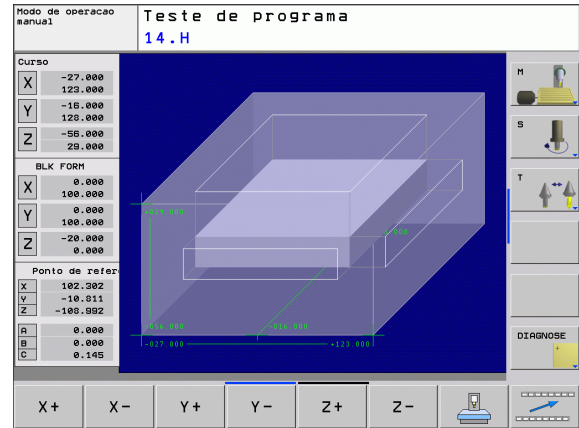 Modo de operacao
manual
Teste de programa
14.H
Curso
X
-27.000
123.000
Y
-16.000
128.000
Z
-56.000
29.000
BLK FORM
X
0.000
100.000
Y
0.000
100.000
Z
-20.000
0.000
Ponto de refer
X 102.302
Y -10.811
Z -108.992
A 0.000
B 0.000
C 0.145
+029.000
-056.000
-016.000
-027.000
+123.000
M
S
T
DIAGNOSE
X+
X-
Y+
Y-
Z+
Z-